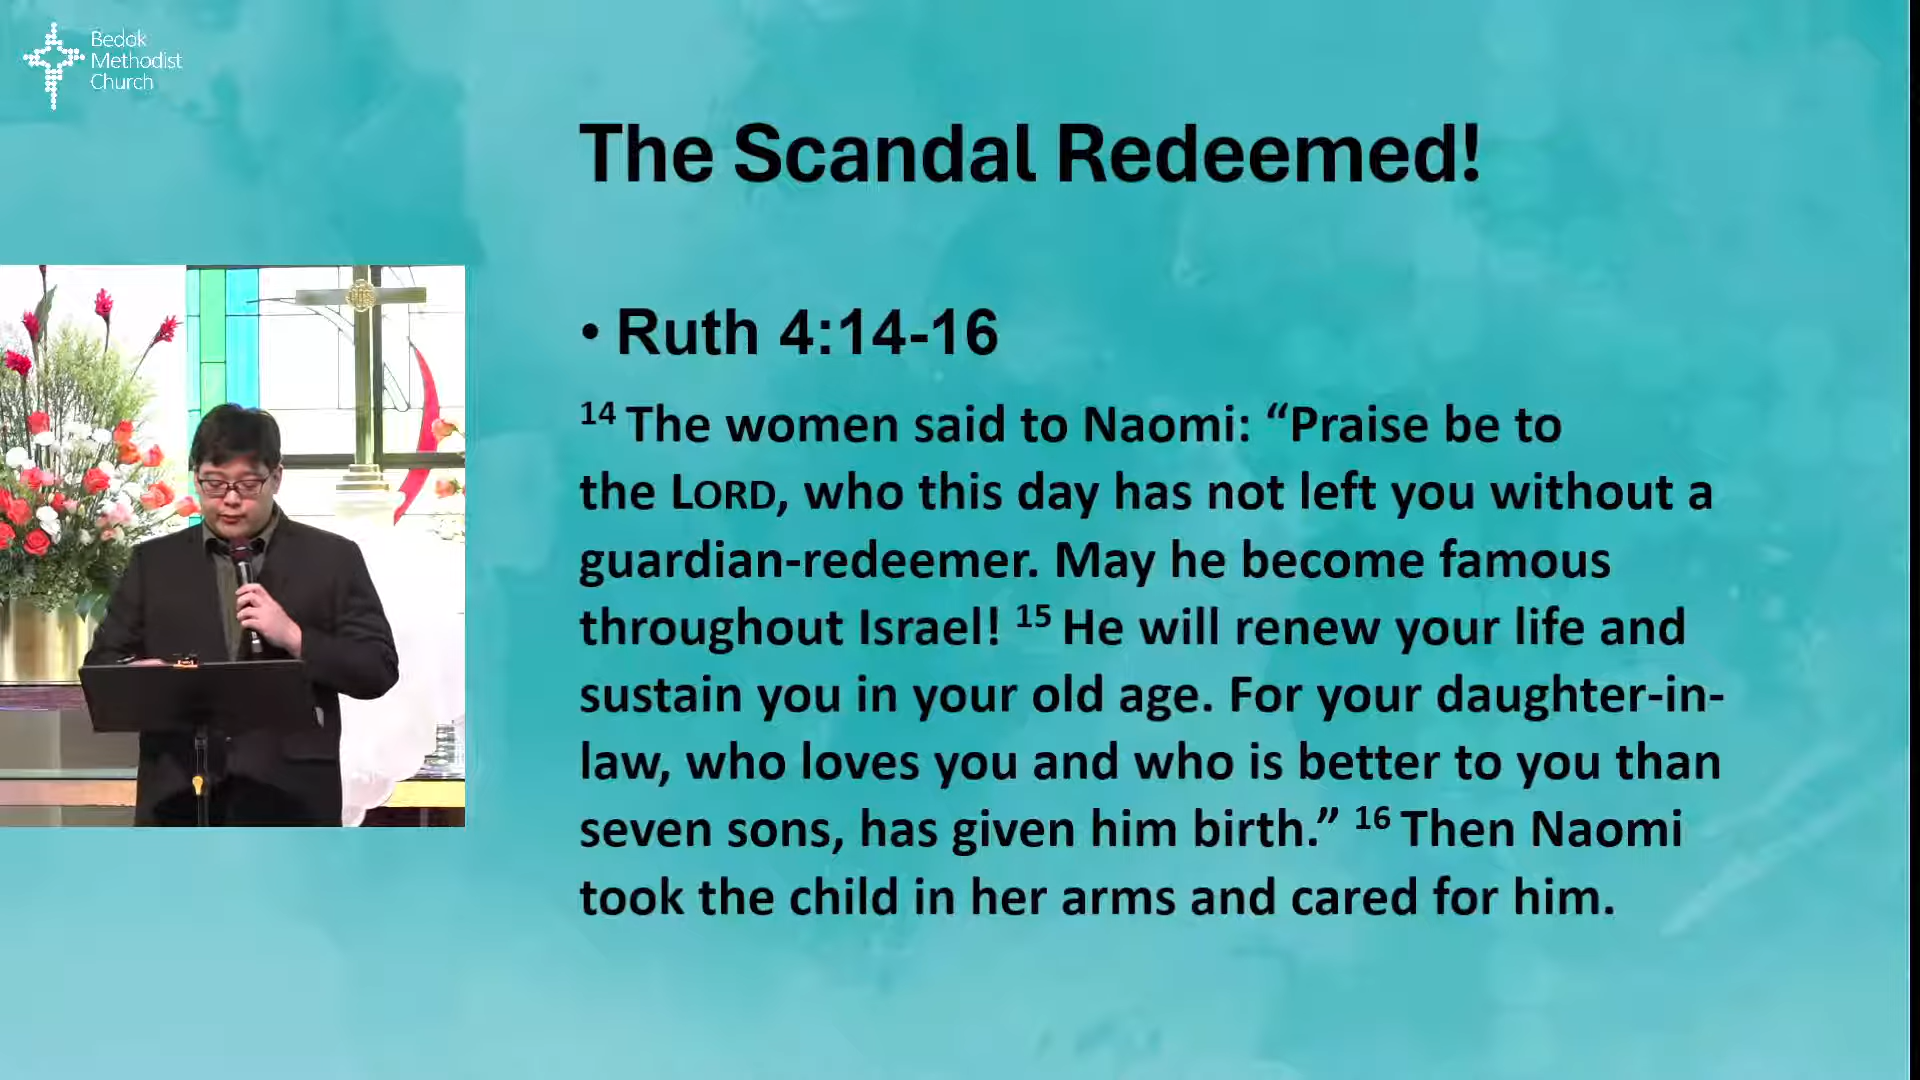 Bedok
Methodist
Church
The Scandal Redeemed!
• Ruth 4:14-16
14 The women said to Naomi: “Praise be to
the LORD, who this day has not left you without a
guardian-redeemer. May he become famous
throughout Israel! 15 He will renew your life and
sustain you in your old age. For your daughter-in-
law, who loves you and who is better to you than
seven sons, has given him birth.” 16 Then Naomi
took the child in her arms and cared for him.